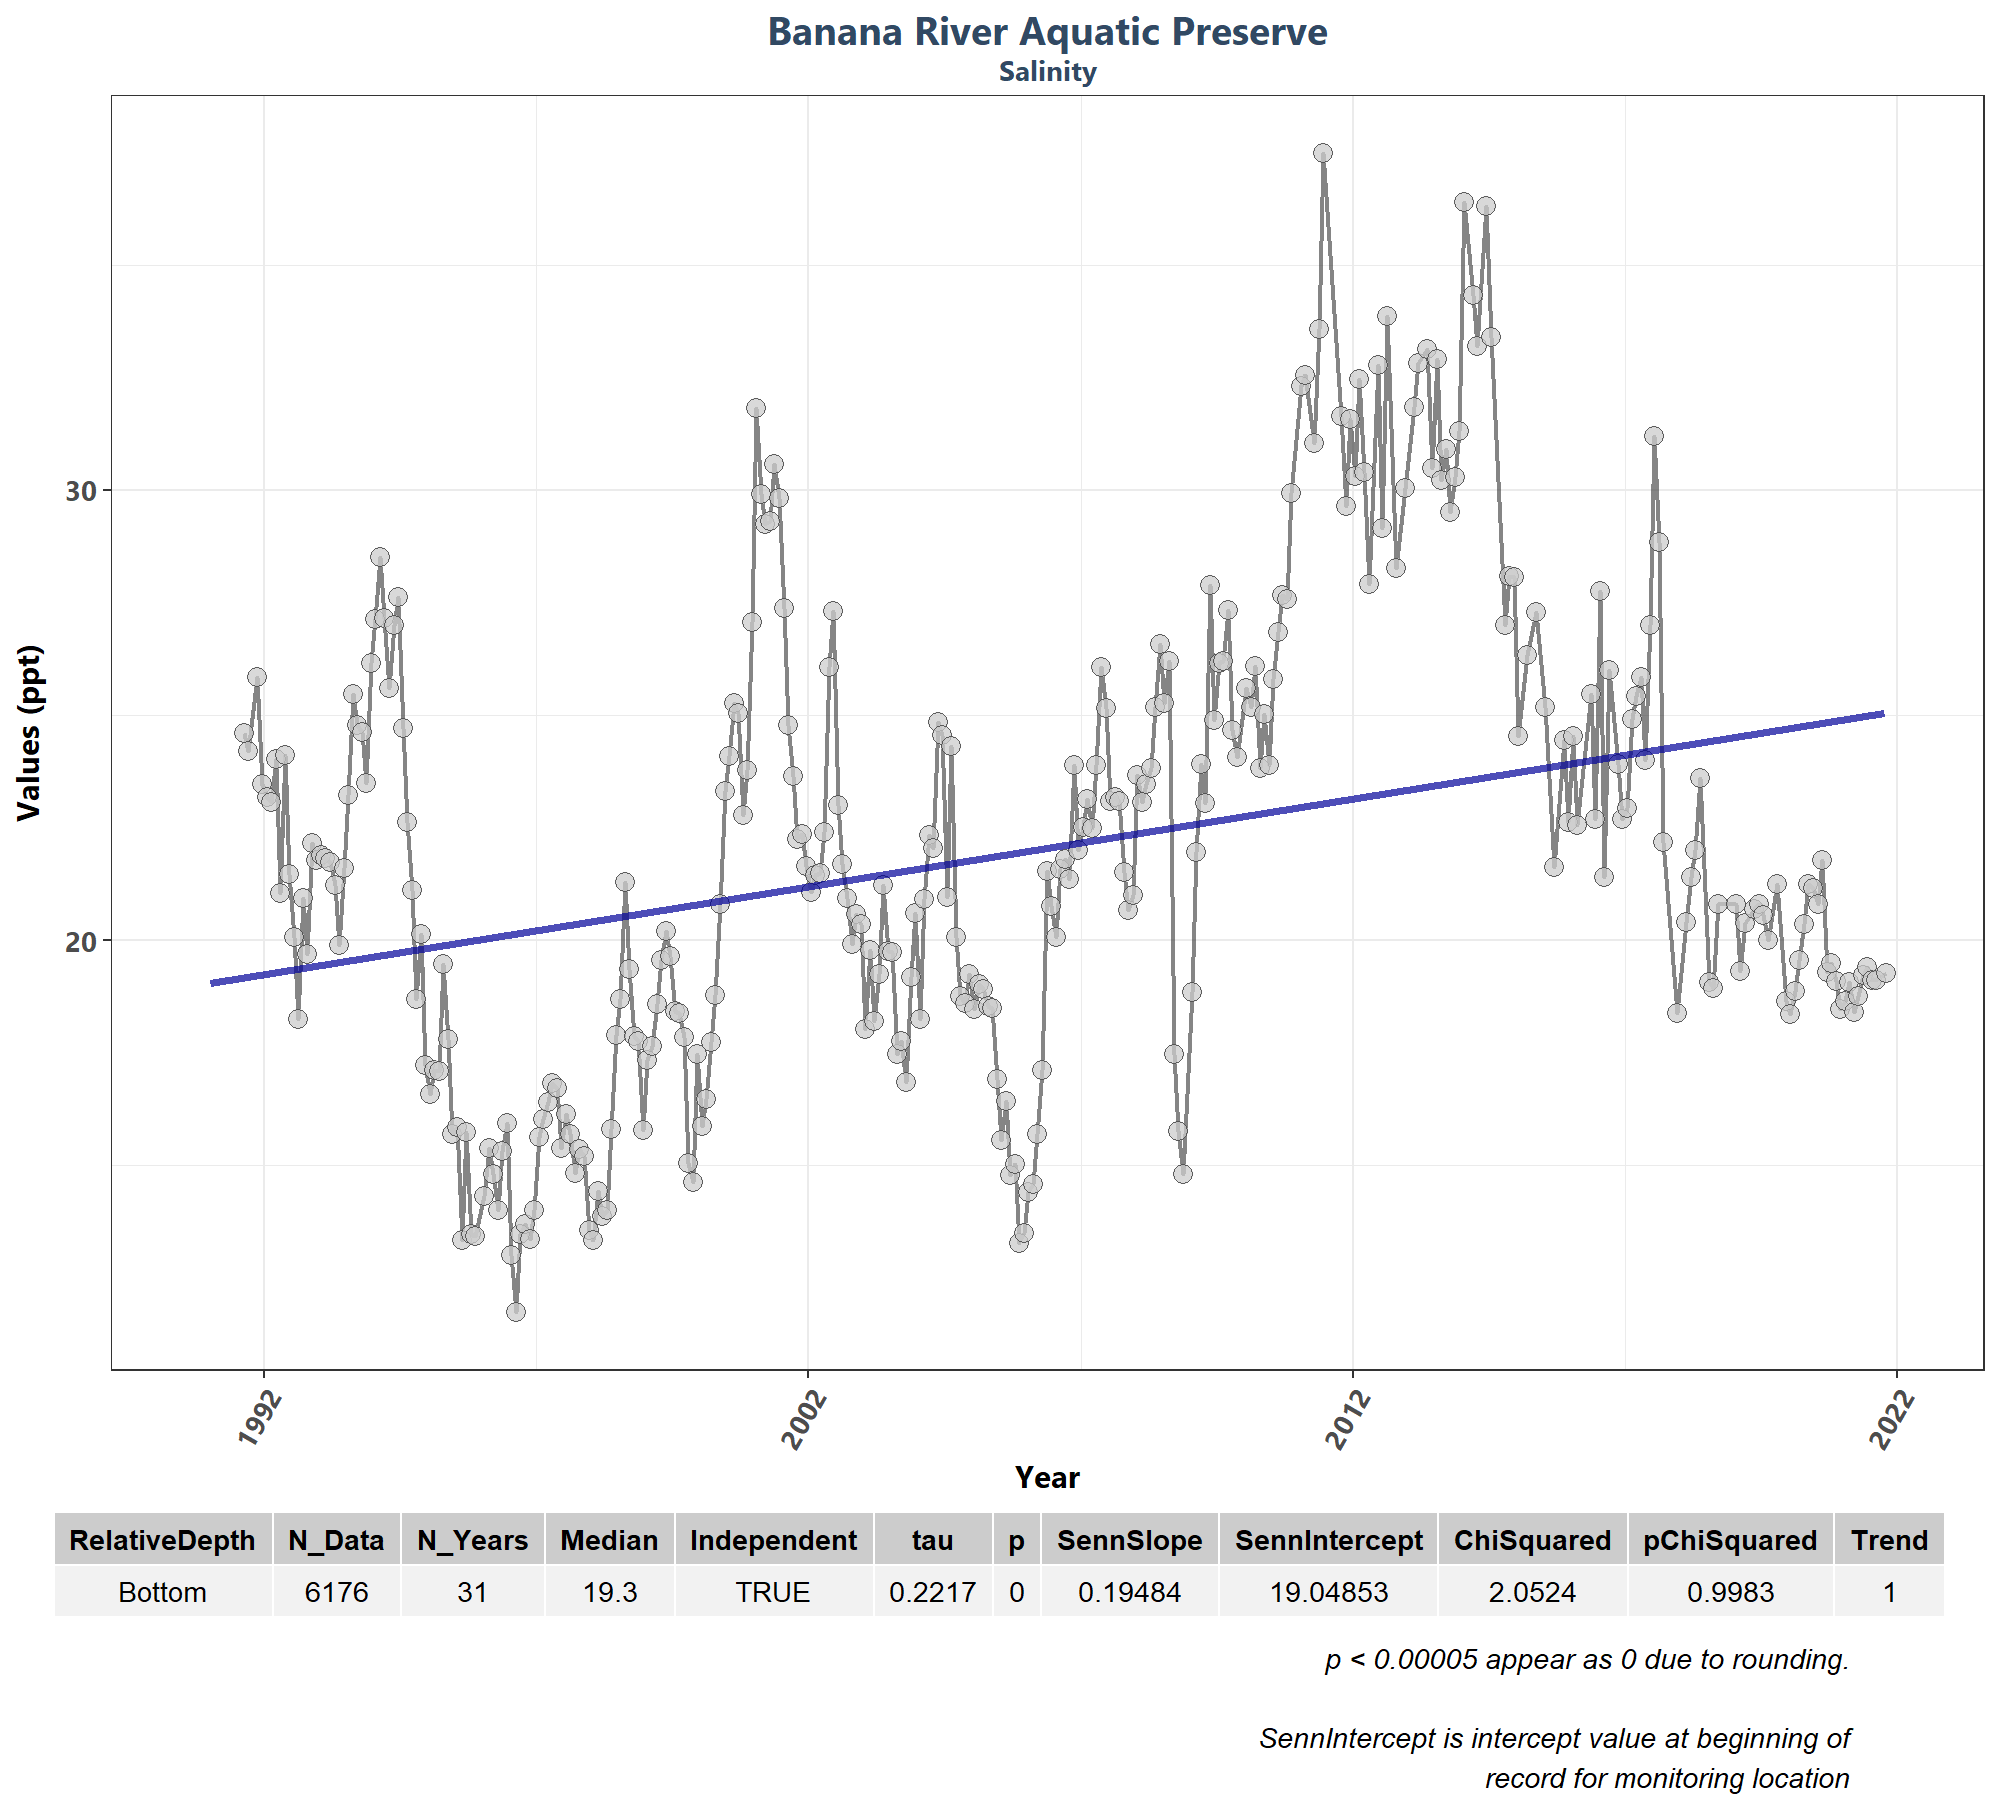 Banana River Aquatic Preserve
Salinity
Values (ppt)
30
20
1992 2002 2012 2022
Year
RelativeDepth N_Data N_Years Median Independent tau p SennSlope SennIntercept ChiSquared pChiSquared Trend
Bottom 6176 31 19.3 TRUE 0.2217 0 0.19484 19.04853 2.0524 0.9983 1
p < 0.00005 appear as 0 due to rounding.
SennIntercept is intercept value at beginning of
record for monitoring location